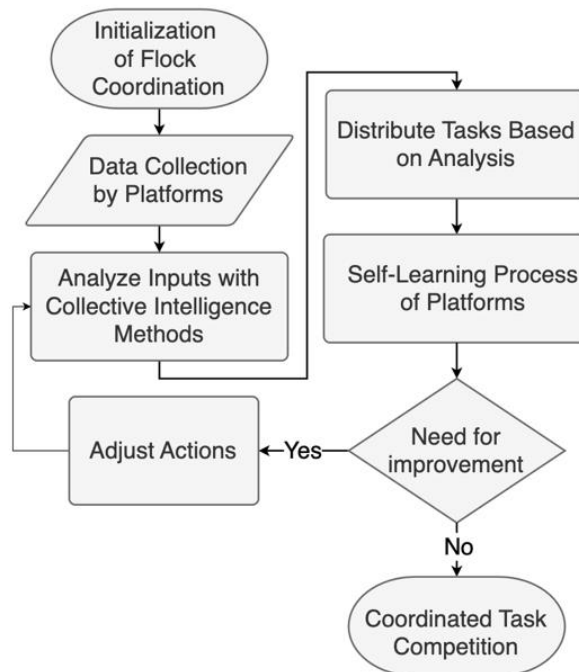 Initialization
of Flock
Coordination
Data Collection
by Platforms
Analyze Inputs with
Collective Intelligence
Methods
Distribute Tasks Based
on Analysis
Self-Learning Process
of Platforms
Need for
improvement
Yes
Adjust Actions
No
Coordinated Task
Competition